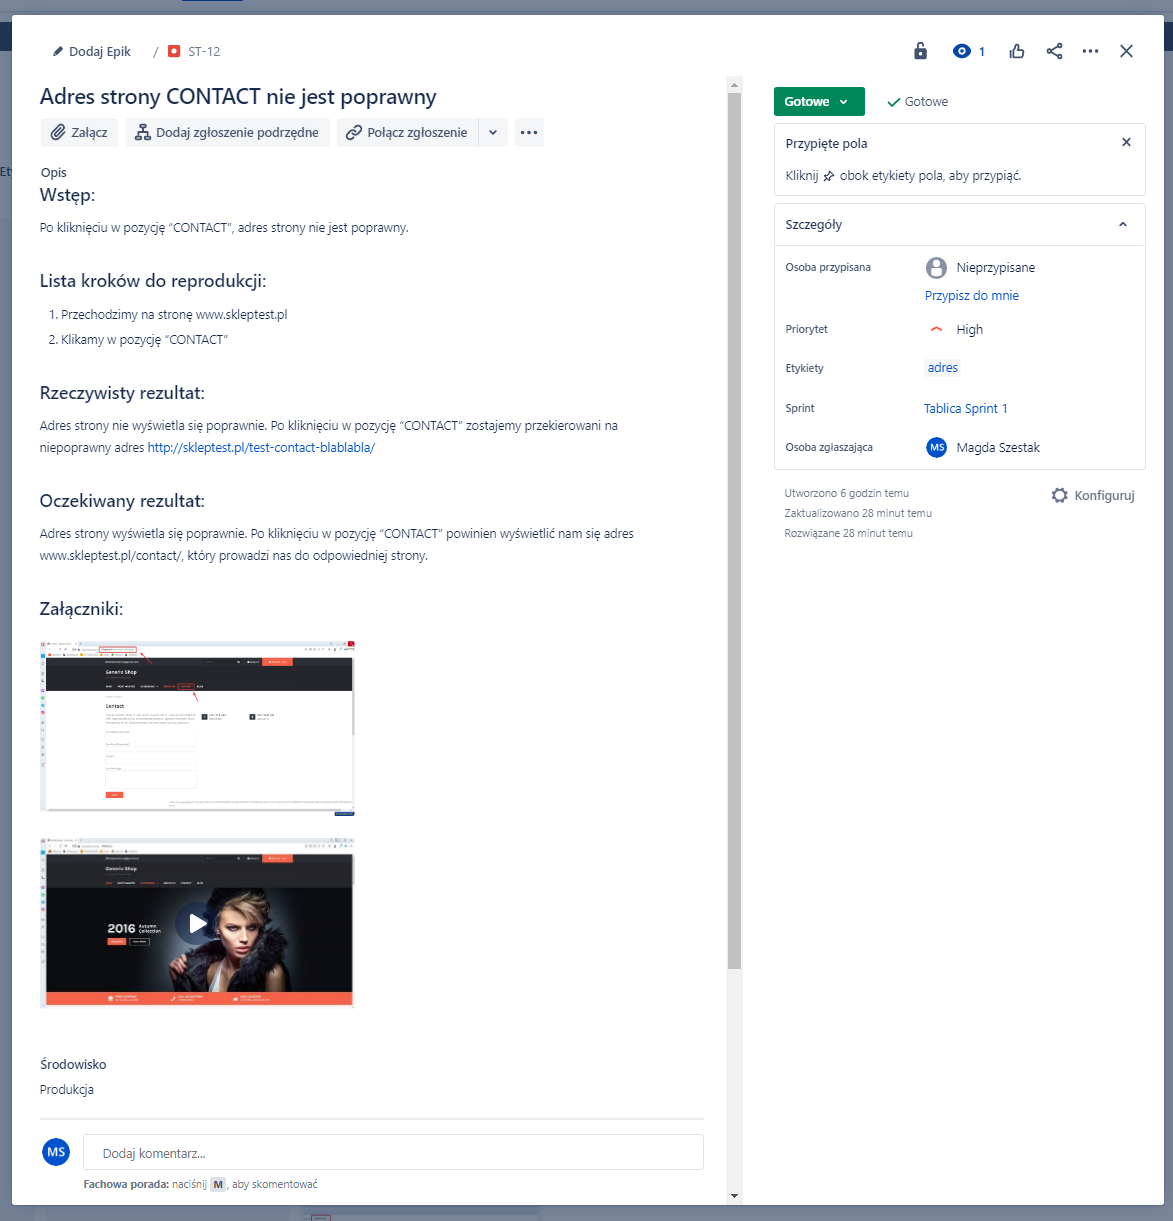 Dodaj Epik / ST-12
1
Adres strony CONTACT nie jest poprawny
Załącz Dodaj zgłoszenie podrzędne Połącz zgłoszenie
Opis
Wstęp:
Po kliknięciu w pozycję “CONTACT”, adres strony nie jest poprawny.
Lista kroków do reprodukcji:
1. Przechodzimy na stronę www.skleptest.pl
2. Klikamy w pozycję “CONTACT”
Rzeczywisty rezultat:
Adres strony nie wyświetla się poprawnie. Po kliknięciu w pozycję “CONTACT” zostajemy przekierowani na
niepoprawny adres http://skleptest.pl/test-contact-blablabla/
Oczekiwany rezultat:
Adres strony wyświetla się poprawnie. Po kliknięciu w pozycję “CONTACT” powinien wyświetlić nam się adres
www.skleptest.pl/contact/, który prowadzi nas do odpowiedniej strony.
Załączniki:
Generic Shop
Contact
Generic Shop
2016 Autumn
Collection
Środowisko
Produkcja
MS
Dodaj komentarz...
Fachowa porada: naciśnij M, aby skomentować
Gotowe Gotowe
Przypięte pola
Kliknij obok etykiety pola, aby przypiąć.
Szczegóły
Osoba przypisana Nieprzypisane
Przypisz do mnie
Priorytet High
Etykiety adres
Sprint Tablica Sprint 1
Osoba zgłaszająca MS Magda Szestak
Utworzono 6 godzin temu
Konfiguruj
Zaktualizowano 28 minut temu
Rozwiązane 28 minut temu